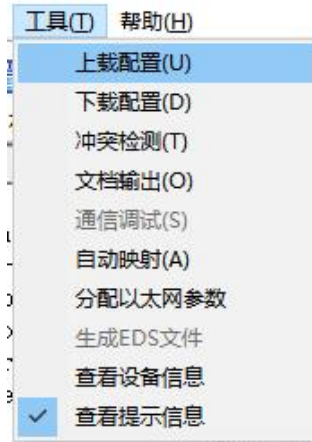 工具(T) 帮助(H)
上载配置(U)
下载配置(D)
冲突检测(T)
文档输出(O)
通信调试(S)
自动映射(A)
分配以太网参数
生成EDS文件
查看设备信息
查看提示信息